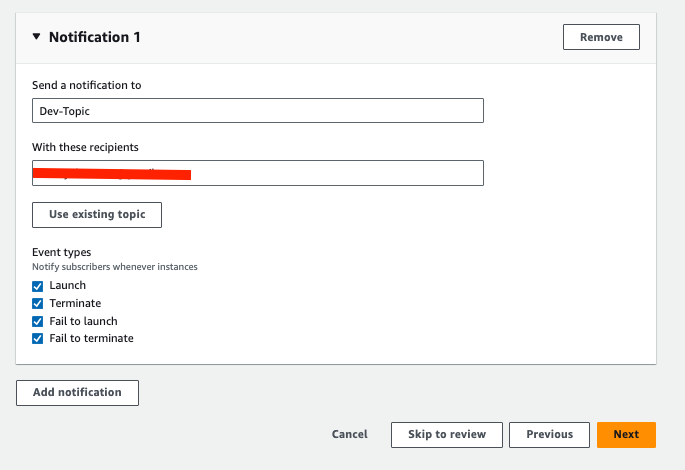 Notification 1
Remove
Send a notification to
Dev-Topic
With these recipients
Use existing topic
Event types
Notify subscribers whenever instances
Launch
Terminate
Fail to launch
Fail to terminate
Add notification
Cancel
Skip to review
Previous
Next